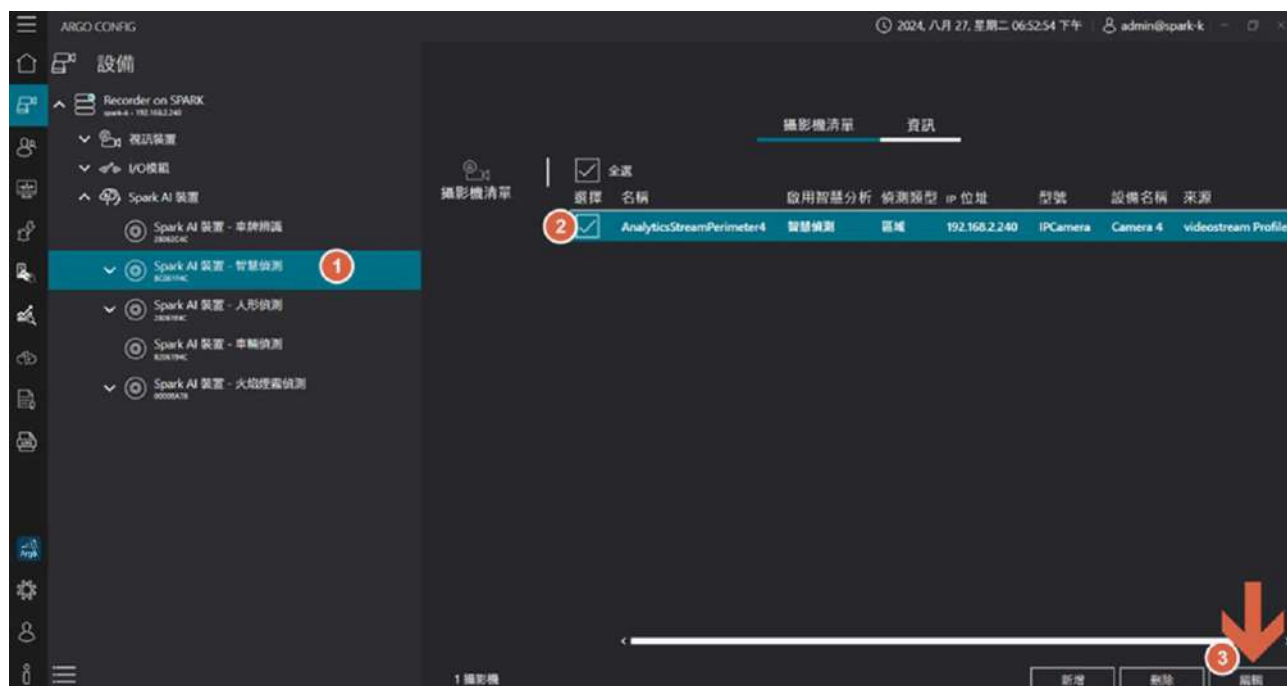 ARGO CONFIG
2024, 八月 27, 星期二 06:52:54 下午
admin@spark-k
設備
Recorder on SPARK
spark-k - 192.168.2.240
視訊裝置
I/O模組
Spark AI 裝置
Spark AI 裝置 - 車牌辨識
Spark AI 裝置 - 智慧偵測
1
Spark AI 裝置 - 人形偵測
Spark AI 裝置 - 車輛偵測
Spark AI 裝置 - 火焰煙霧偵測
Argo
攝影機清單
攝影機清單 資訊
全選
選擇 名稱 啟用智慧分析 偵測類型 IP 位址 型號 設備名稱 來源
2
AnalyticsStreamPerimeter4 智慧偵測 區域 192.168.2.240 IPCamera Camera 4 videostream Profile
3
1 攝影機
新增 刪除 編輯